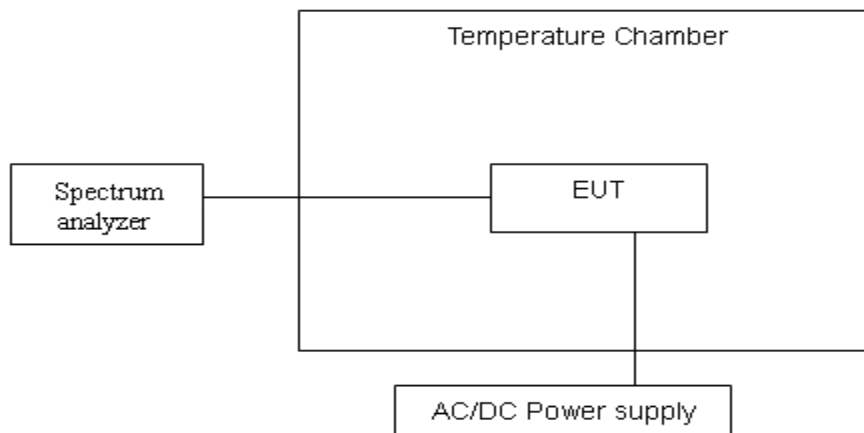 Temperature Chamber
Spectrum
analyzer
EUT
AC/DC Power supply